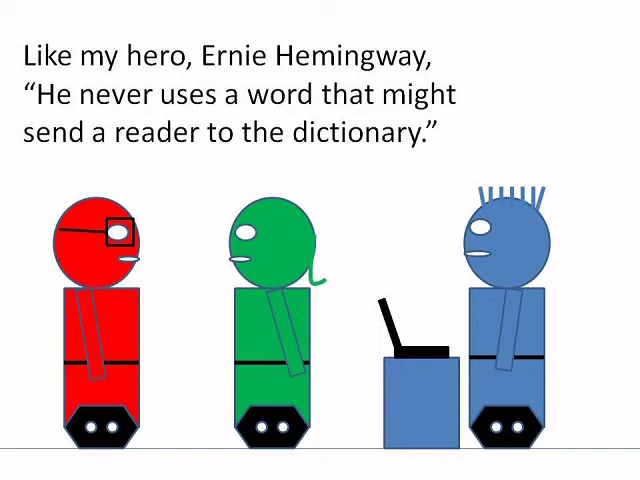 Like my hero, Ernie Hemingway,
“He never uses a word that might
send a reader to the dictionary.”